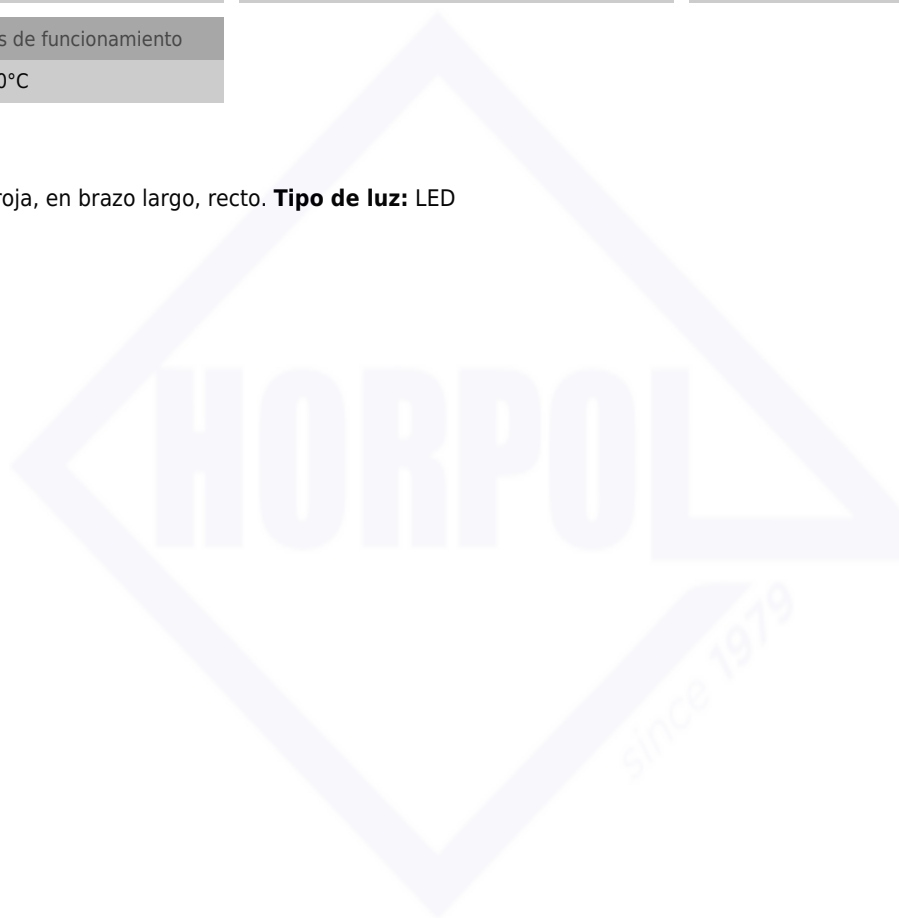 s de funcionamiento
0°C
roja, en brazo largo, recto. Tipo de luz: LED
HORPOL
since 1979